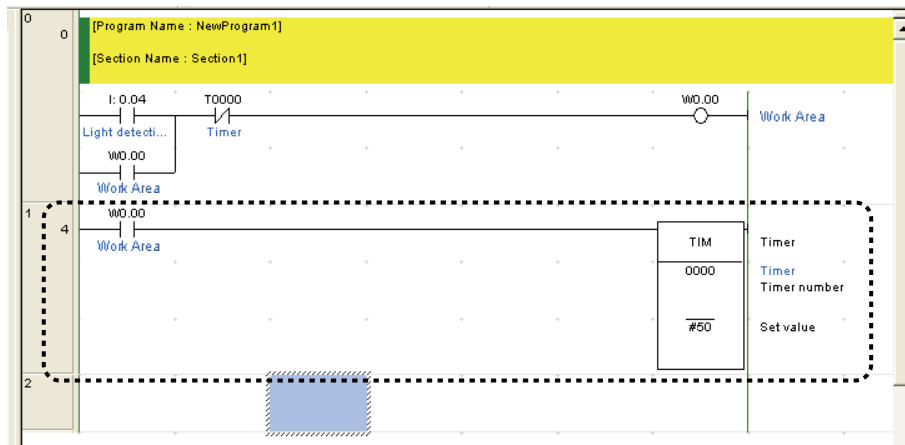 0
0
[Program Name : NewProgram1]
[Section Name : Section1]
I: 0.04 T0000 W0.00
Work Area
Light detecti... Timer
W0.00
Work Area
1
W0.00
4
Work Area
TIM Timer
0000 Timer
Timer number
#50 Set value
2